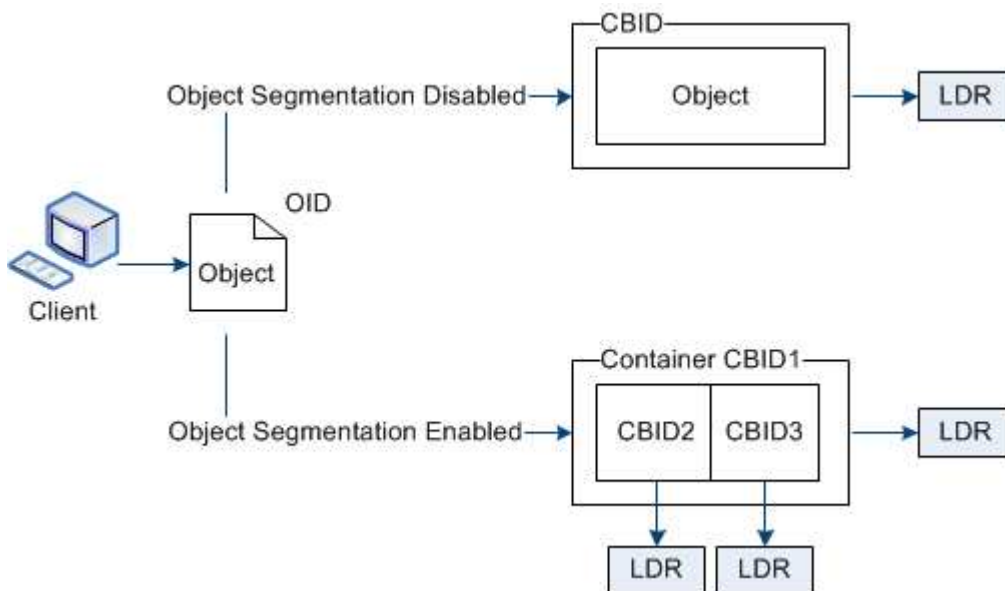 CBID
Object Segmentation Disabled
Object
LDR
OID
Object
Client
Container CBID1
Object Segmentation Enabled
CBID2
CBID3
LDR
LDR
LDR